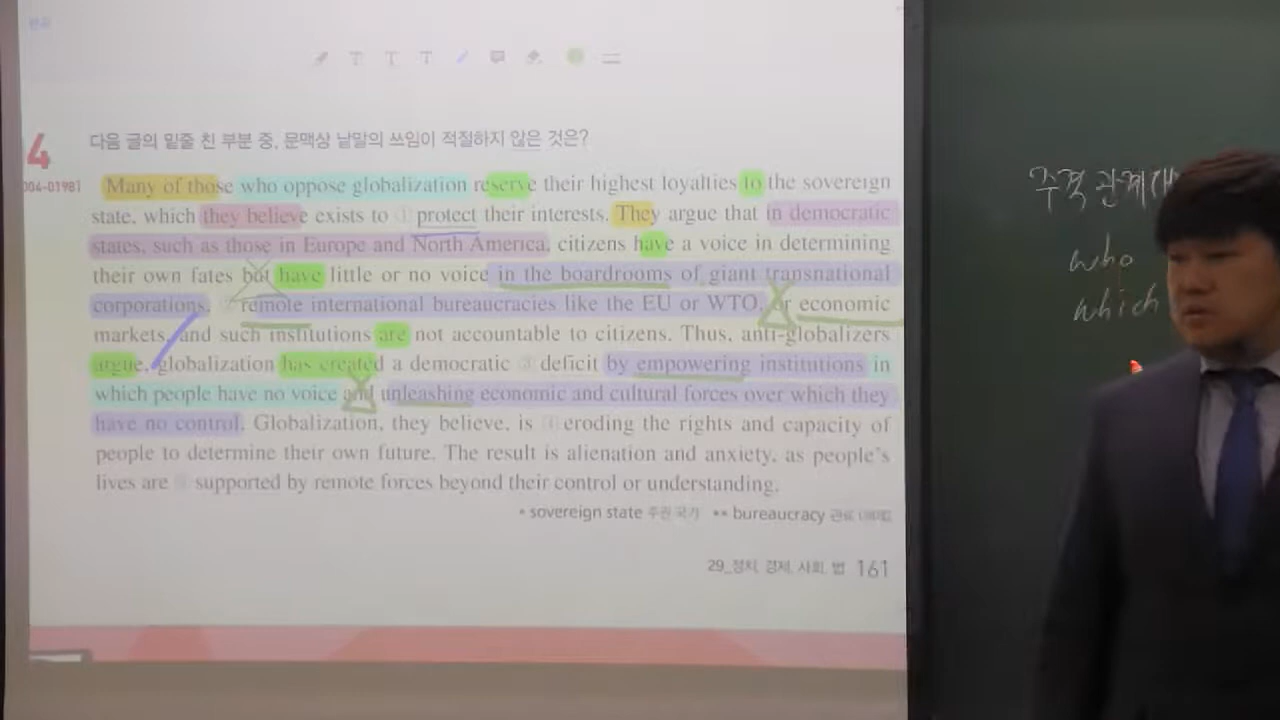 4
다음 글의 밑줄 친 부분 중, 문맥상 낱말의 쓰임이 적절하지 않은 것은?
004-01981
Many of those who oppose globalization reserve their highest loyalties to the sovereign
state, which they believe exists to ① protect their interests. They argue that in democratic
states, such as those in Europe and North America, citizens have a voice in determining
their own fates but have little or no voice in the boardrooms of giant transnational
corporations, ② remote international bureaucracies like the EU or WTO, or economic
markets, and such institutions are not accountable to citizens. Thus, anti-globalizers
argue, globalization has created a democratic ③ deficit by empowering institutions in
which people have no voice and unleashing economic and cultural forces over which they
have no control. Globalization, they believe, is ④ eroding the rights and capacity of
people to determine their own future. The result is alienation and anxiety, as people's
lives are ⑤ supported by remote forces beyond their control or understanding.
* sovereign state 주권 국가 ** bureaucracy 관료
29_정치, 경제, 사회, 법 161
주격 관계대
who
which